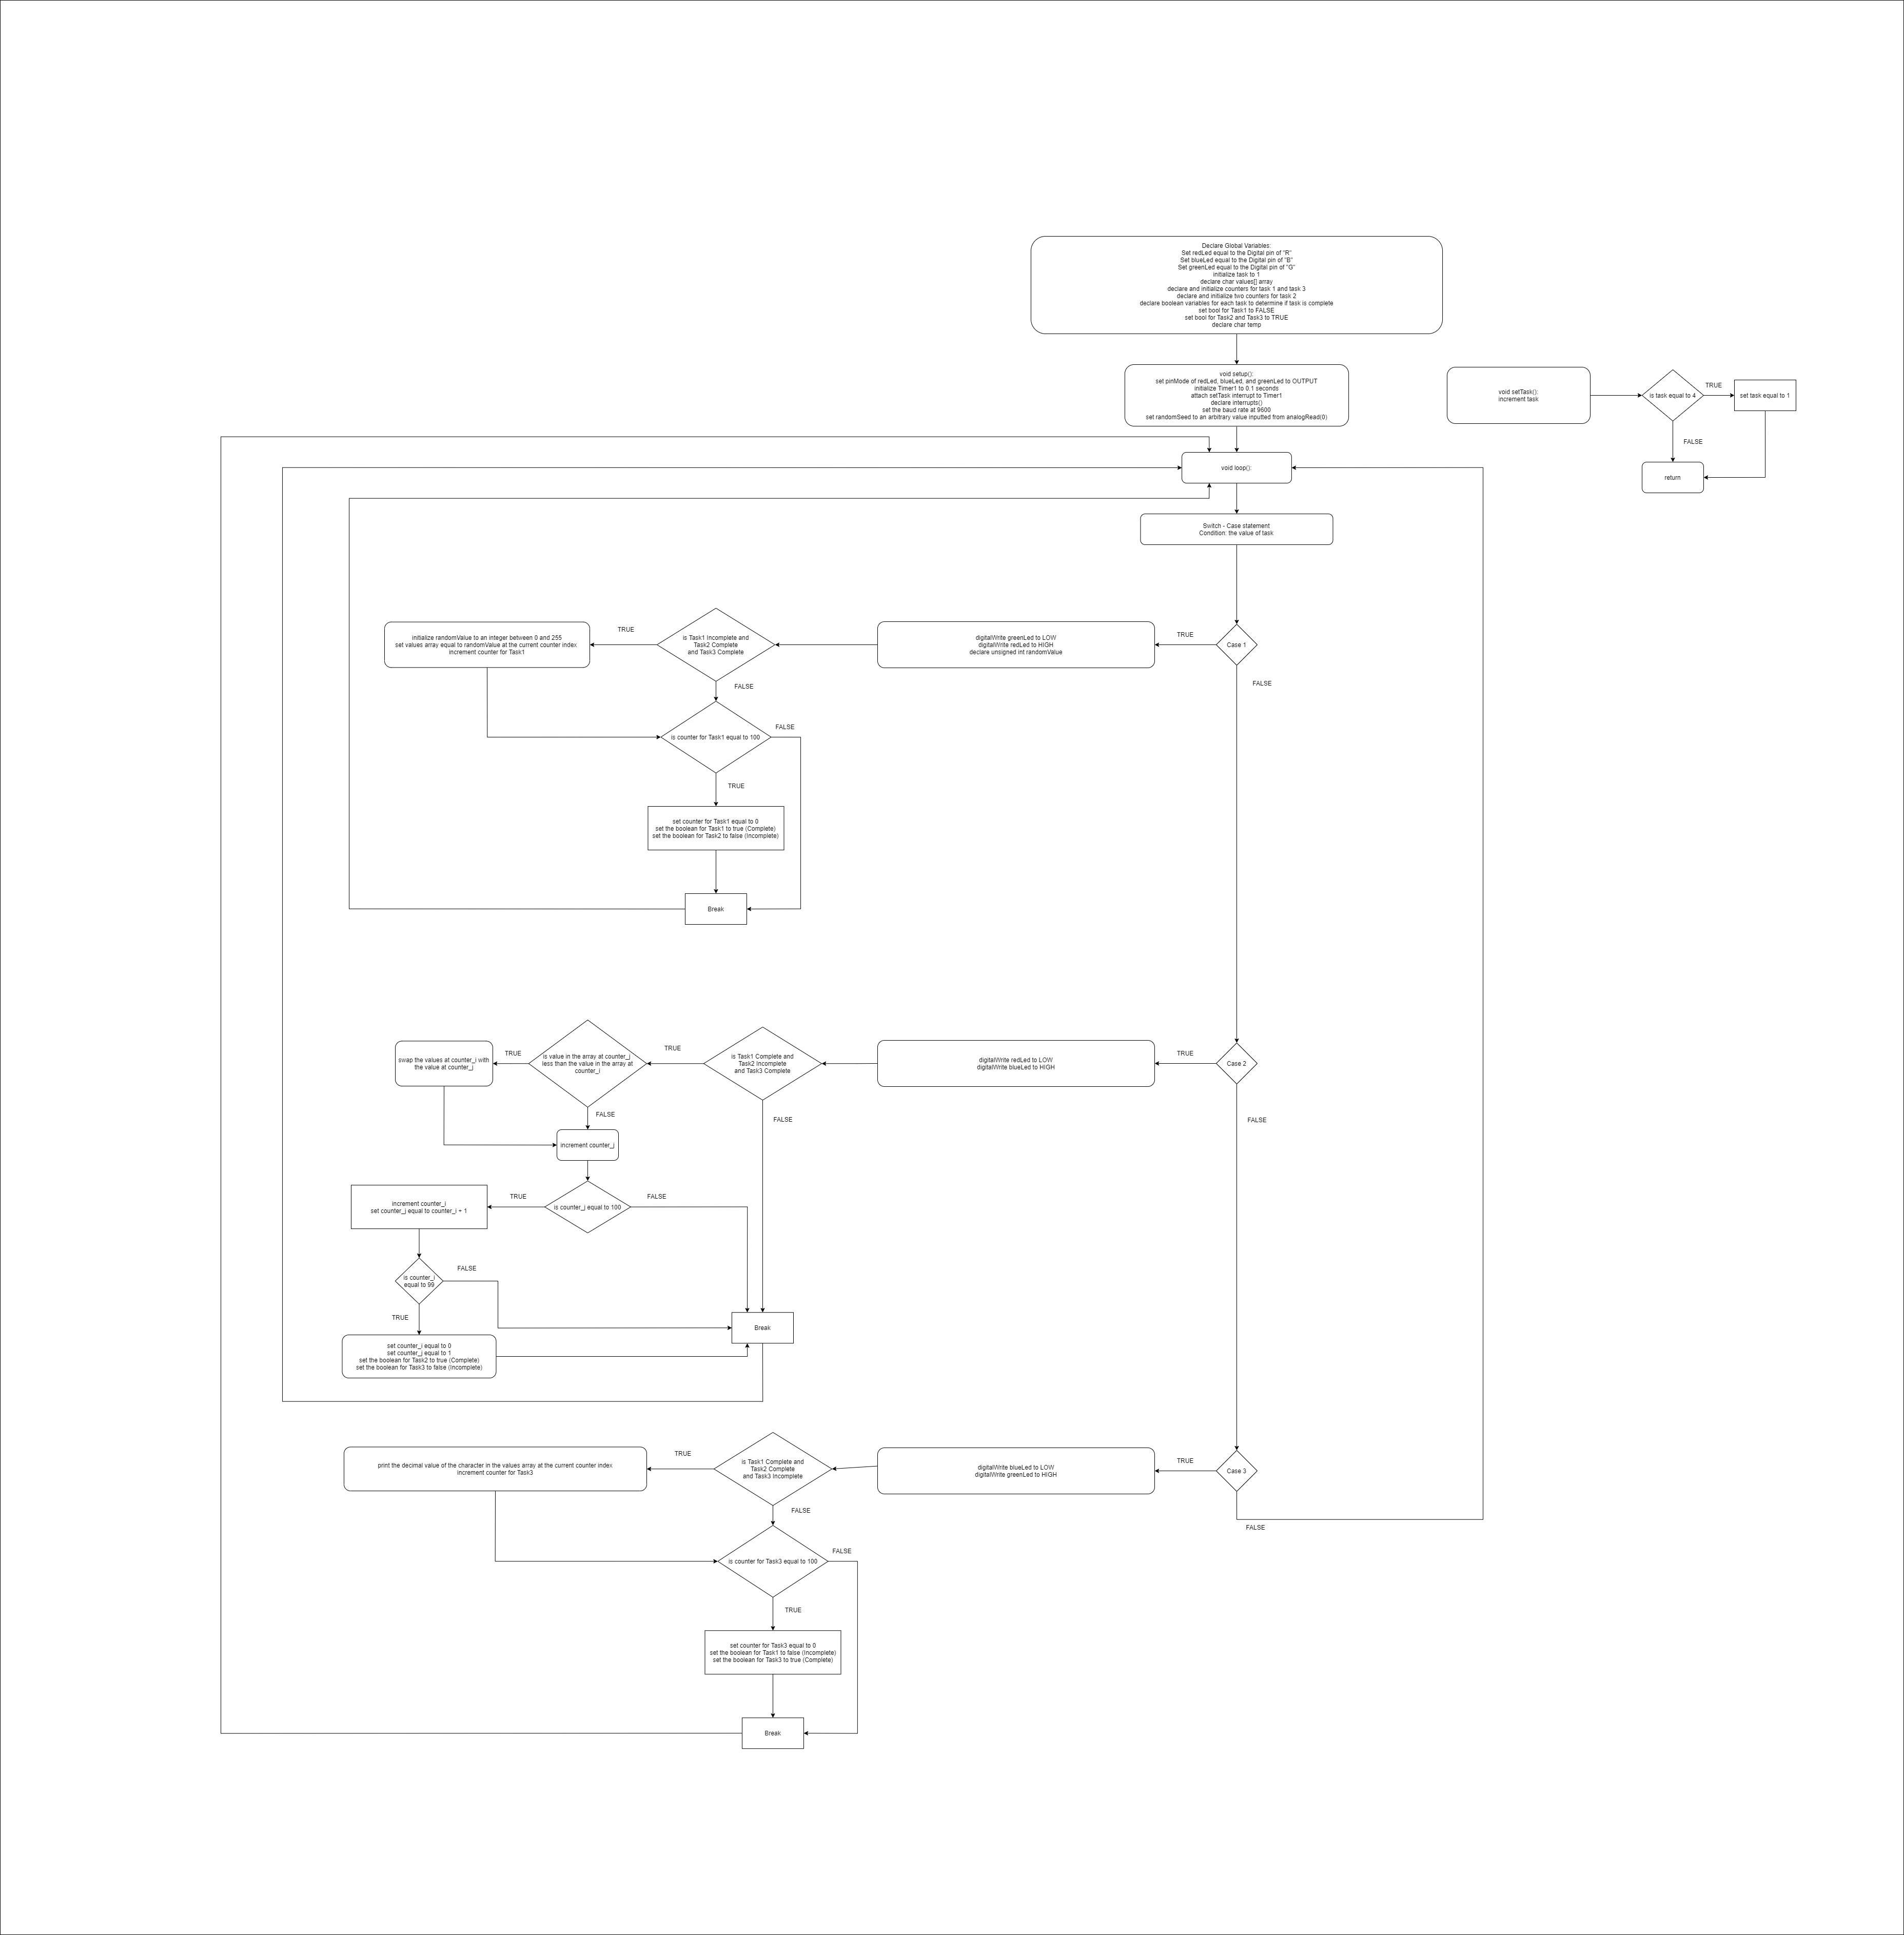 Declare Global Variables:
Set redLed equal to the Digital pin of "R"
Set blueLed equal to the Digital pin of "B"
Set greenLed equal to the Digital pin of "G"
initialize task to 1
declare char values[] array
declare and initialize counters for task 1 and task 3
declare and initialize two counters for task 2
declare boolean variables for each task to determine if task is complete
set bool for Task1 to FALSE
set bool for Task2 and Task3 to TRUE
declare char temp
void setup():
set pinMode of redLed, blueLed, and greenLed to OUTPUT
initialize Timer1 to 0.1 seconds
attach setTask interrupt to Timer1
declare interrupts()
set the baud rate at 9600
set randomSeed to an arbitrary value inputted from analogRead(0)
void setTask():
increment task
is task equal to 4
TRUE
set task equal to 1
FALSE
return
void loop():
Switch - Case statement
Condition: the value of task
Case 1
TRUE
FALSE
digitalWrite greenLed to LOW
digitalWrite redLed to HIGH
declare unsigned int randomValue
is Task1 Incomplete and
Task2 Complete
and Task3 Complete
TRUE
FALSE
initialize randomValue to an integer between 0 and 255
set values array equal to randomValue at the current counter index
increment counter for Task1
is counter for Task1 equal to 100
FALSE
TRUE
set counter for Task1 equal to 0
set the boolean for Task1 to true (Complete)
set the boolean for Task2 to false (Incomplete)
Break
Case 2
TRUE
FALSE
digitalWrite redLed to LOW
digitalWrite blueLed to HIGH
is Task1 Complete and
Task2 Incomplete
and Task3 Complete
TRUE
FALSE
is value in the array at counter_j
less than the value in the array at
counter_i
TRUE
FALSE
swap the values at counter_i with
the value at counter_j
increment counter_j
is counter_j equal to 100
TRUE
FALSE
increment counter_i
set counter_j equal to counter_i + 1
is counter_i
equal to 99
FALSE
TRUE
set counter_i equal to 0
set counter_j equal to 1
set the boolean for Task2 to true (Complete)
set the boolean for Task3 to false (Incomplete)
Break
Case 3
TRUE
FALSE
digitalWrite blueLed to LOW
digitalWrite greenLed to HIGH
is Task1 Complete and
Task2 Complete
and Task3 Incomplete
TRUE
FALSE
print the decimal value of the character in the values array at the current counter index
increment counter for Task3
is counter for Task3 equal to 100
FALSE
TRUE
set counter for Task3 equal to 0
set the boolean for Task1 to false (Incomplete)
set the boolean for Task3 to true (Complete)
Break